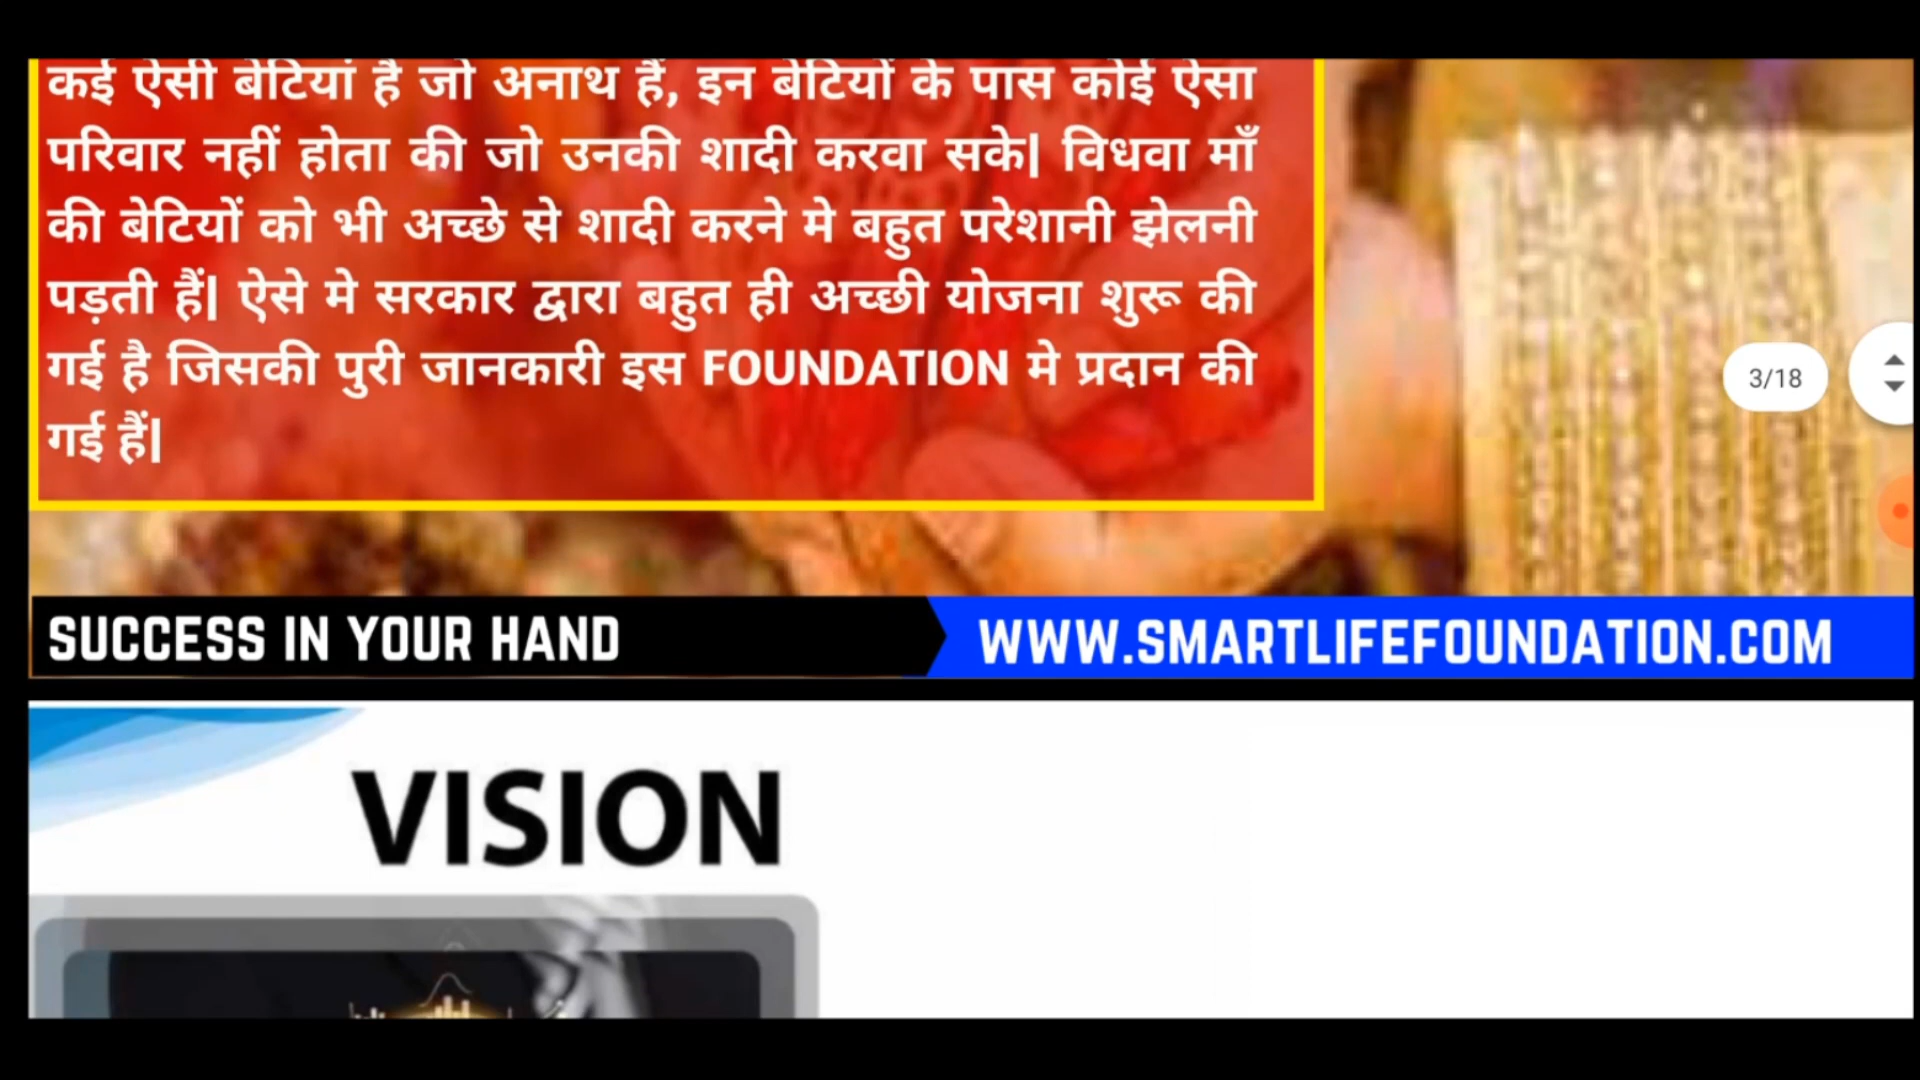 कई ऐसी बेटियां है जो अनाथ हैं, इन बेटियों के पास कोई ऐसा
परिवार नहीं होता की जो उनकी शादी करवा सके| विधवा माँ
की बेटियों को भी अच्छे से शादी करने मे बहुत परेशानी झेलनी
पड़ती हैं| ऐसे मे सरकार द्वारा बहुत ही अच्छी योजना शुरू की
गई है जिसकी पुरी जानकारी इस FOUNDATION मे प्रदान की
गई हैं|
3/18
SUCCESS IN YOUR HAND
WWW.SMARTLIFEFOUNDATION.COM
VISION